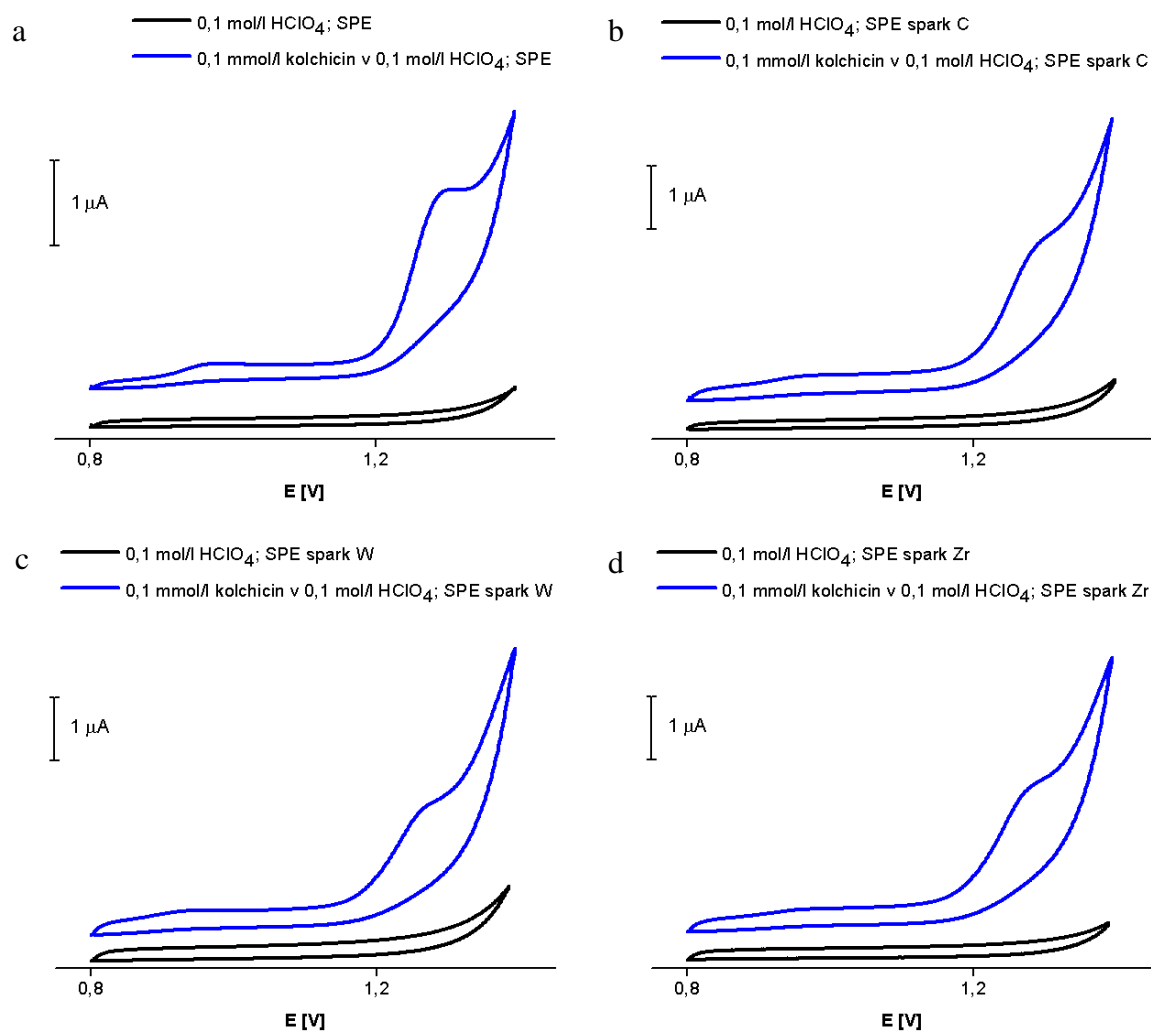 a
0,1 mol/l HClO4; SPE
0,1 mmol/l kolchicin v 0,1 mol/l HClO4; SPE
1 μA
0,8
1,2
E [V]
b
0,1 mol/l HClO4; SPE spark C
0,1 mmol/l kolchicin v 0,1 mol/l HClO4; SPE spark C
1 μA
0,8
1,2
E [V]
c
0,1 mol/l HClO4; SPE spark W
0,1 mmol/l kolchicin v 0,1 mol/l HClO4; SPE spark W
1 μA
0,8
1,2
E [V]
d
0,1 mol/l HClO4; SPE spark Zr
0,1 mmol/l kolchicin v 0,1 mol/l HClO4; SPE spark Zr
1 μA
0,8
1,2
E [V]